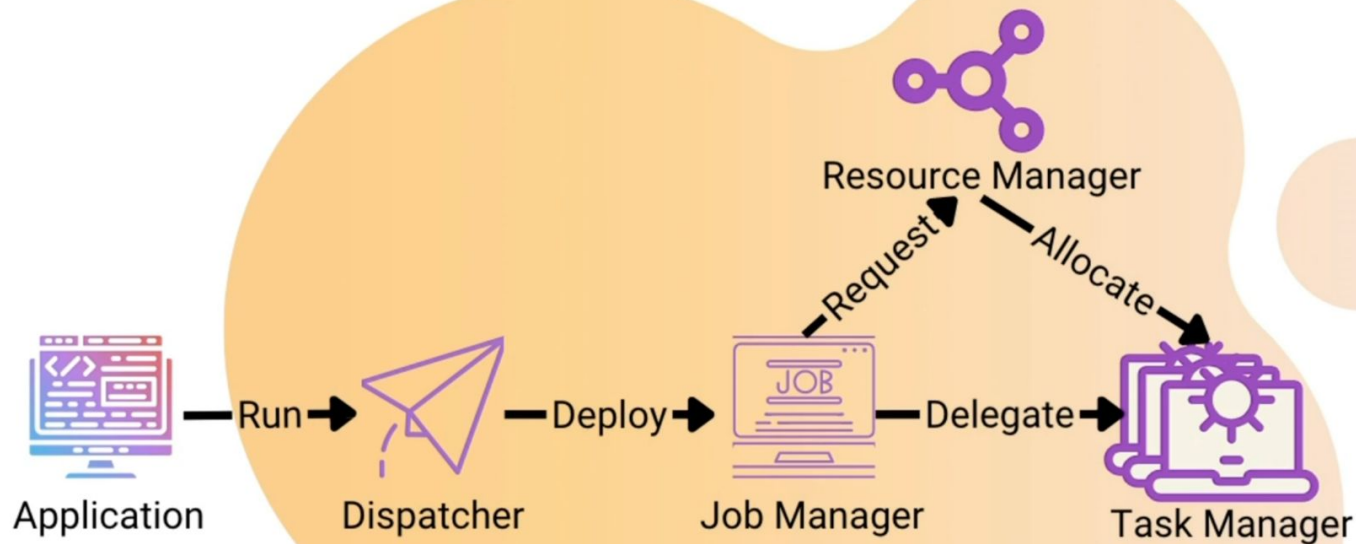 Resource Manager
Request
Allocate
</>
JOB
Run
Deploy
Delegate
Application
Dispatcher
Job Manager
Task Manager